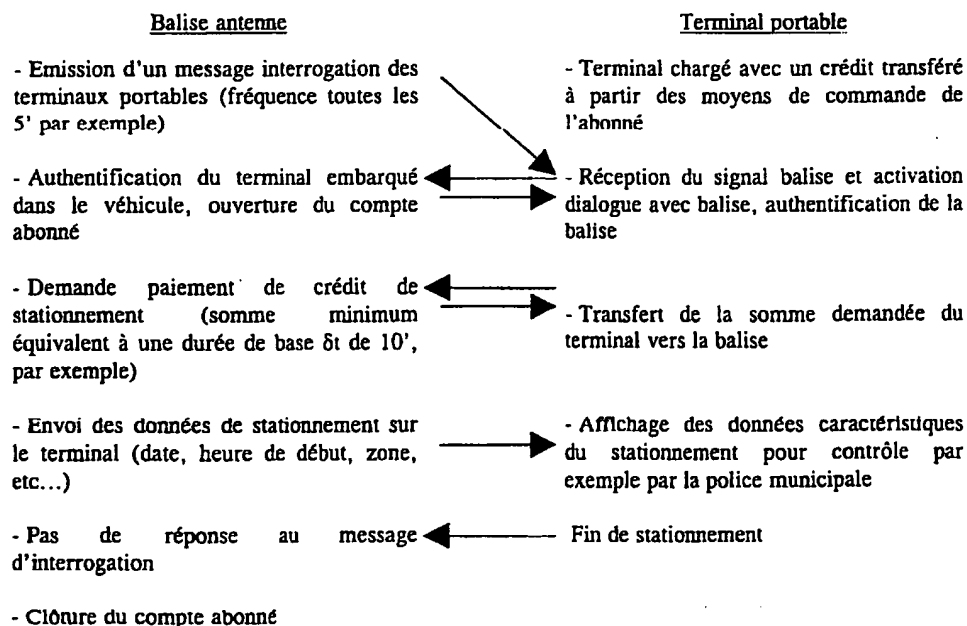 Balise antenne
Terminal portable
- Emission d'un message interrogation des
terminaux portables (fréquence toutes les
5' par exemple)
- Terminal chargé avec un crédit transféré
à partir des moyens de commande de
l'abonné
- Authentification du terminal embarqué
dans le véhicule, ouverture du compte
abonné
- Réception du signal balise et activation
dialogue avec balise, authentification de la
balise
- Demande paiement de crédit de
stationnement (somme minimum
équivalent à une durée de base δt de 10',
par exemple)
- Transfert de la somme demandée du
terminal vers la balise
- Envoi des données de stationnement sur
le terminal (date, heure de début, zone,
etc...)
- Affichage des données caractéristiques
du stationnement pour contrôle par
exemple par la police municipale
- Pas de réponse au message
d'interrogation
Fin de stationnement
- Clôture du compte abonné